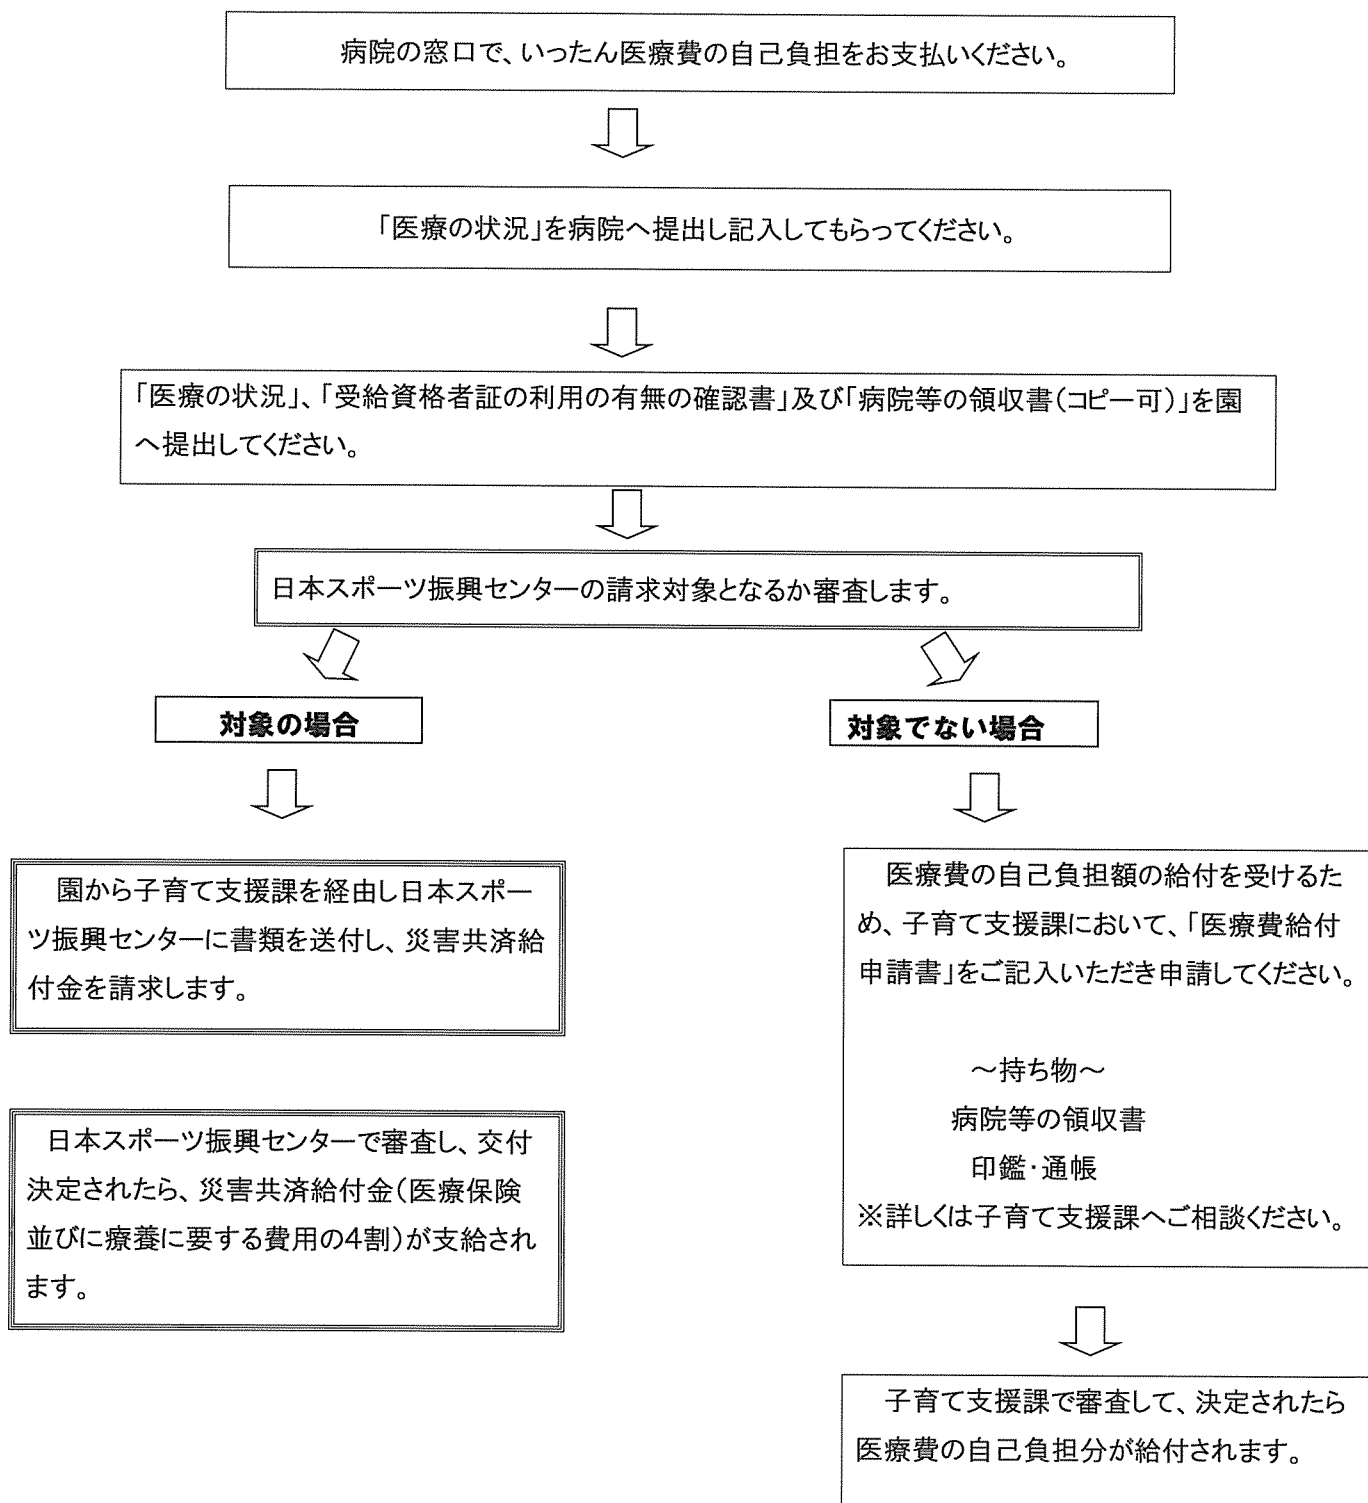 病院の窓口で、いったん医療費の自己負担をお支払いください。
「医療の状況」を病院へ提出し記入してもらってください。
「医療の状況」、「受給資格者証の利用の有無の確認書」及び「病院等の領収書(コピー可)」を園
へ提出してください。
日本スポーツ振興センターの請求対象となるか審査します。
対象の場合
対象でない場合
園から子育て支援課を経由し日本スポー
ツ振興センターに書類を送付し、災害共済給
付金を請求します。
日本スポーツ振興センターで審査し、交付
決定されたら、災害共済給付金(医療保険
並びに療養に要する費用の4割)が支給され
ます。
医療費の自己負担額の給付を受けるた
め、子育て支援課において、「医療費給付
申請書」をご記入いただき申請してください。
～持ち物～
病院等の領収書
印鑑・通帳
※詳しくは子育て支援課へご相談ください。
子育て支援課で審査して、決定されたら
医療費の自己負担分が給付されます。